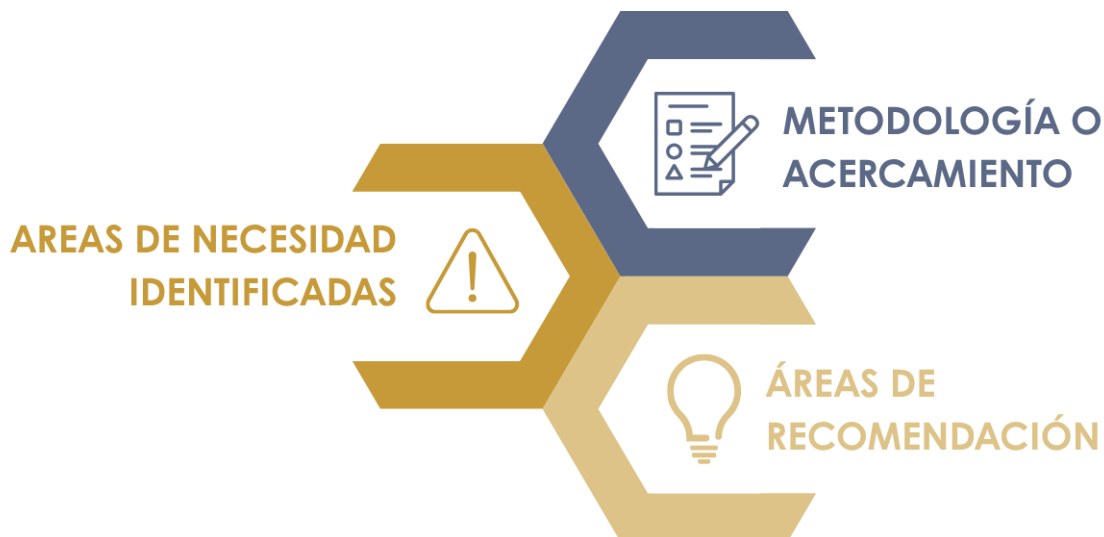 METODOLOGÍA O
ACERCAMIENTO
AREAS DE NECESIDAD
IDENTIFICADAS
ÁREAS DE
RECOMENDACIÓN